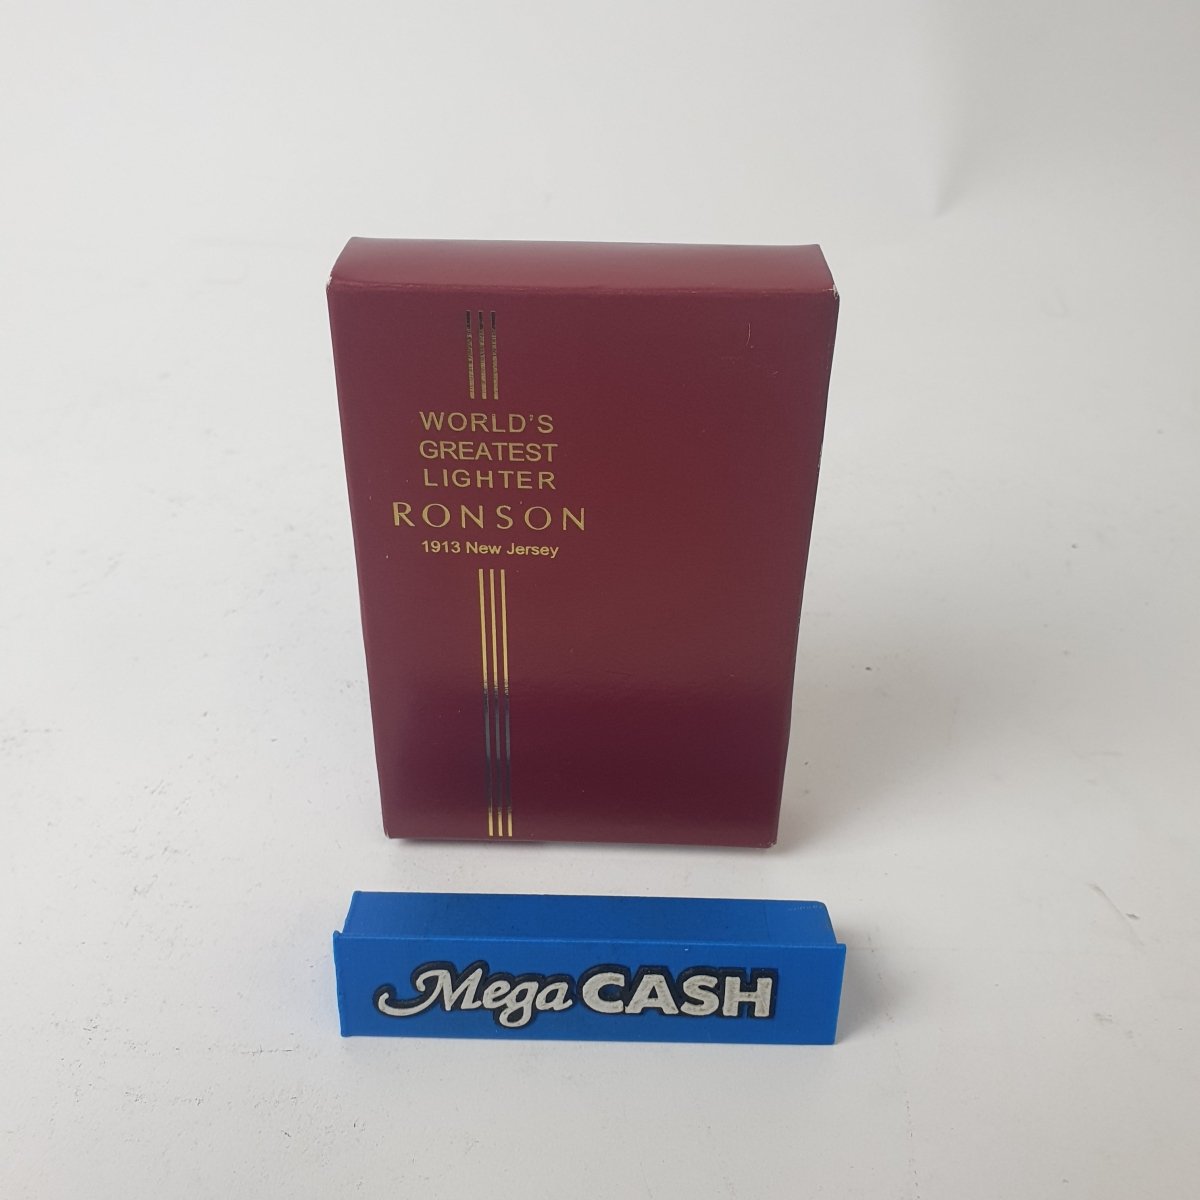 WORLD'S
GREATEST
LIGHTER
RONSON
1913 New Jersey
Mega CASH